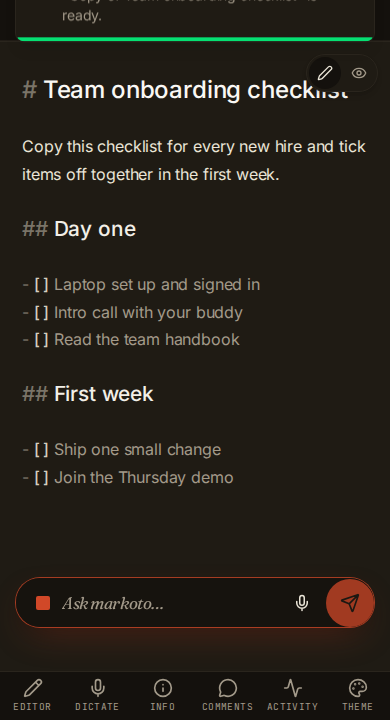 ready.
# Team onboarding checklist
Copy this checklist for every new hire and tick
items off together in the first week.
## Day one
- [ ] Laptop set up and signed in
- [ ] Intro call with your buddy
- [ ] Read the team handbook
## First week
- [ ] Ship one small change
- [ ] Join the Thursday demo
Ask markoto...
EDITOR DICTATE INFO COMMENTS ACTIVITY THEME